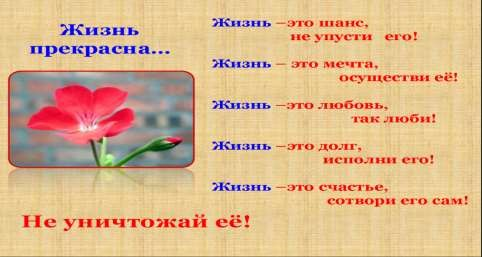 Жизнь
прекрасна...
Жизнь –это шанс,
не упусти его!
Жизнь – это мечта,
осуществи её!
Жизнь –это любовь,
так люби!
Жизнь –это долг,
исполни его!
Жизнь –это счастье,
сотвори его сам!
Не уничтожай её!